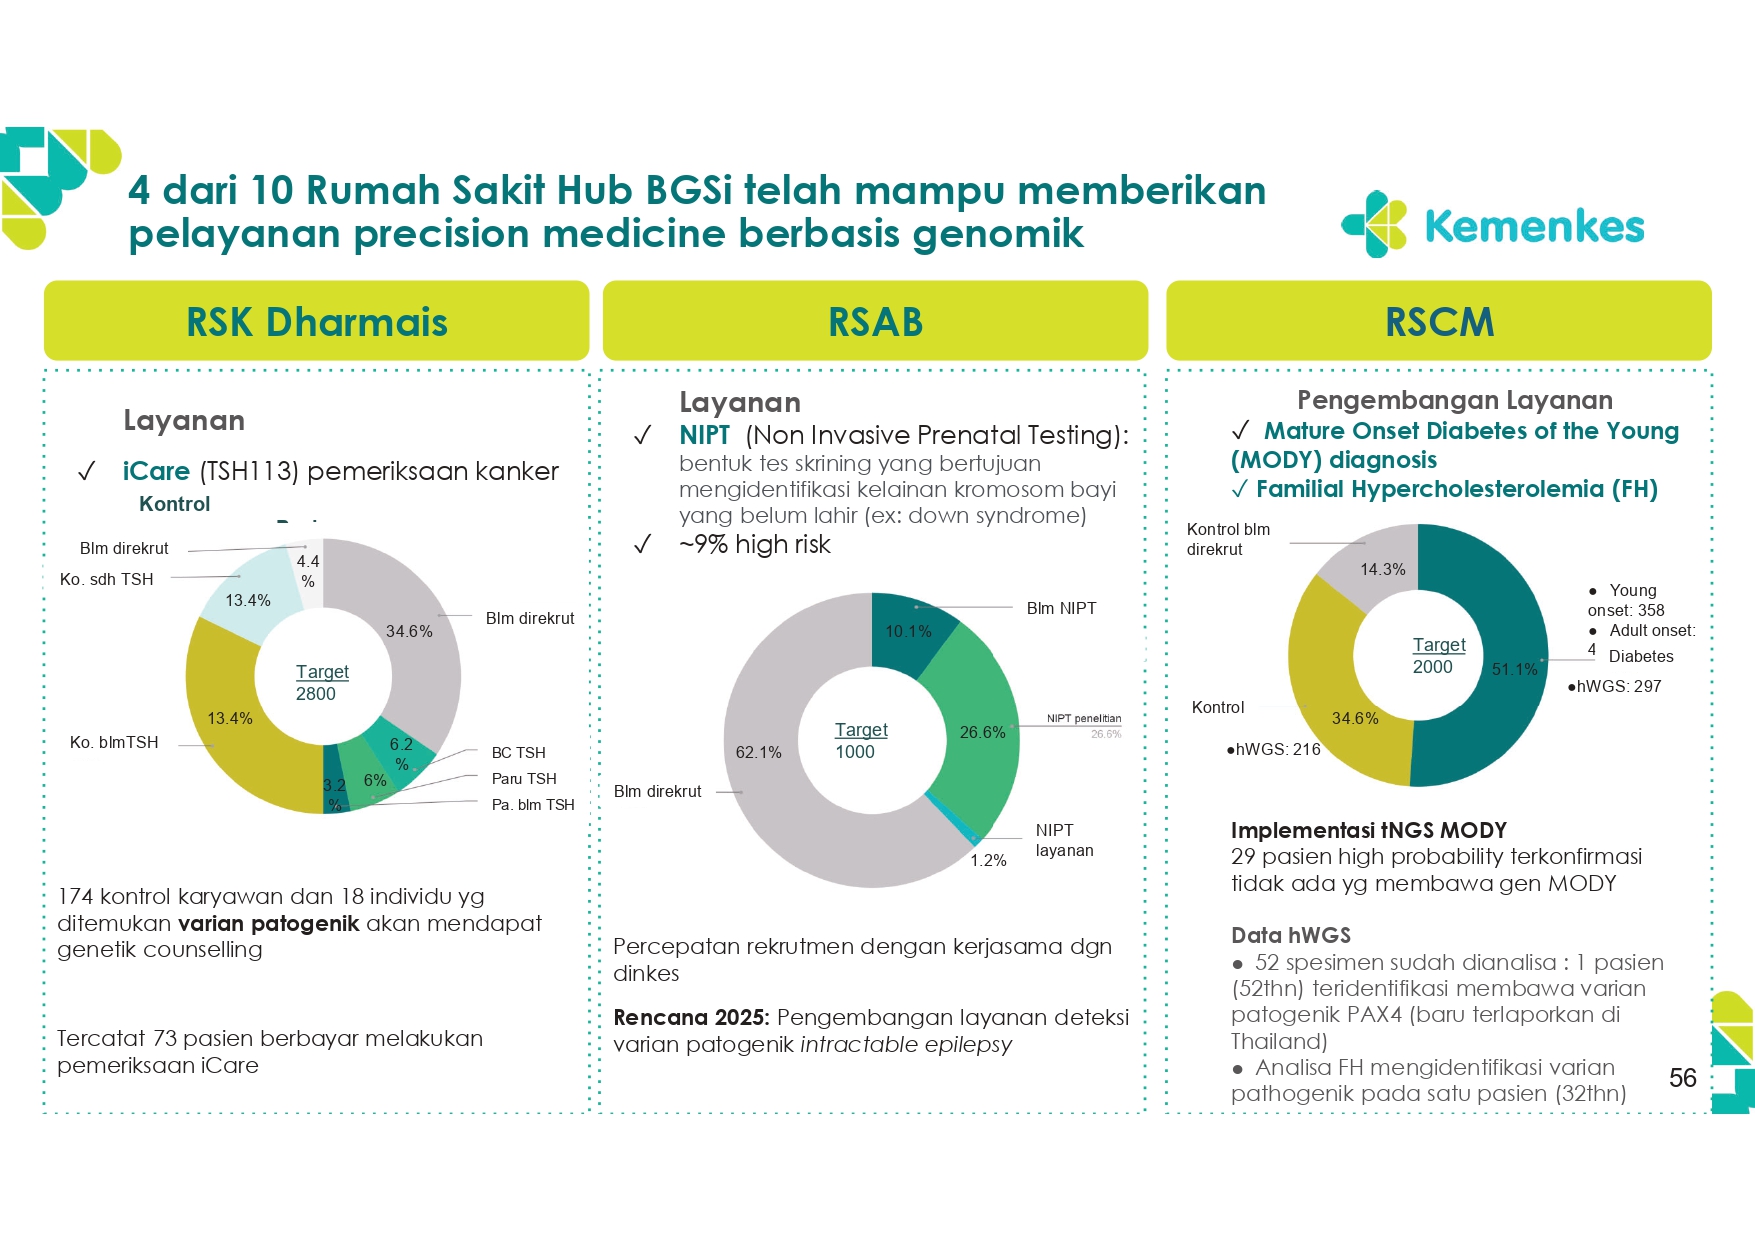 4 dari 10 Rumah Sakit Hub BGSi telah mampu memberikan
pelayanan precision medicine berbasis genomik
Kemenkes
RSK Dharmais
Layanan
✓ iCare (TSH113) pemeriksaan kanker
Kontrol
Blm direkrut
4.4
%
Ko. sdh TSH
13.4%
34.6%
Blm direkrut
Target
2800
13.4%
Ko. blmTSH
6.2
%
BC TSH
6%
Paru TSH
3.2
%
Pa. blm TSH
174 kontrol karyawan dan 18 individu yg
ditemukan varian patogenik akan mendapat
genetik counselling
Tercatat 73 pasien berbayar melakukan
pemeriksaan iCare
RSAB
Layanan
✓ NIPT (Non Invasive Prenatal Testing):
bentuk tes skrining yang bertujuan
mengidentifikasi kelainan kromosom bayi
yang belum lahir (ex: down syndrome)
✓ ~9% high risk
Blm NIPT
10.1%
NIPT penelitian
26.6%
26.6%
Target
1000
62.1%
Blm direkrut
NIPT
layanan
1.2%
Percepatan rekrutmen dengan kerjasama dgn
dinkes
Rencana 2025: Pengembangan layanan deteksi
varian patogenik intractable epilepsy
RSCM
Pengembangan Layanan
✓ Mature Onset Diabetes of the Young
(MODY) diagnosis
✓ Familial Hypercholesterolemia (FH)
Kontrol blm
direkrut
14.3%
● Young
onset: 358
● Adult onset:
4
Diabetes
51.1%
●hWGS: 297
Target
2000
Kontrol
34.6%
●hWGS: 216
Implementasi tNGS MODY
29 pasien high probability terkonfirmasi
tidak ada yg membawa gen MODY
Data hWGS
● 52 spesimen sudah dianalisa : 1 pasien
(52thn) teridentifikasi membawa varian
patogenik PAX4 (baru terlaporkan di
Thailand)
● Analisa FH mengidentifikasi varian
pathogenik pada satu pasien (32thn)
56